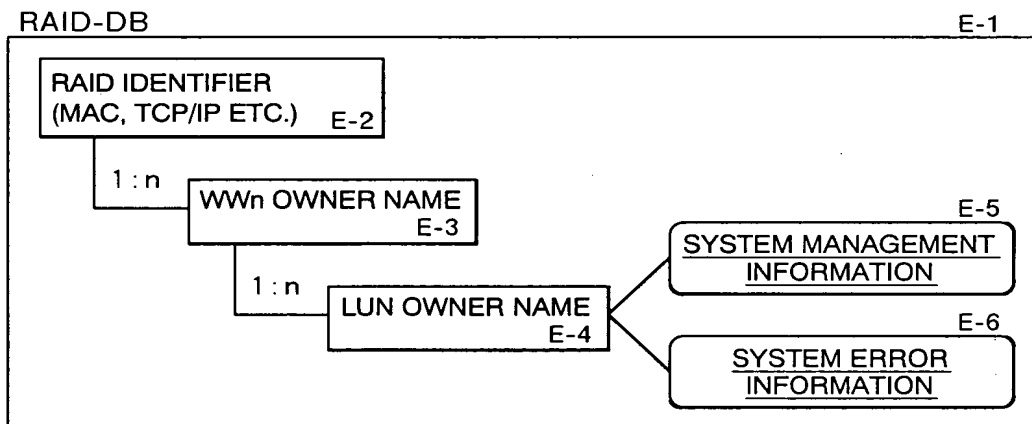 RAID-DB
E-1
RAID IDENTIFIER
(MAC, TCP/IP ETC.)
E-2
1 : n
WWn OWNER NAME
E-3
1 : n
LUN OWNER NAME
E-4
E-5
SYSTEM MANAGEMENT
INFORMATION
E-6
SYSTEM ERROR
INFORMATION